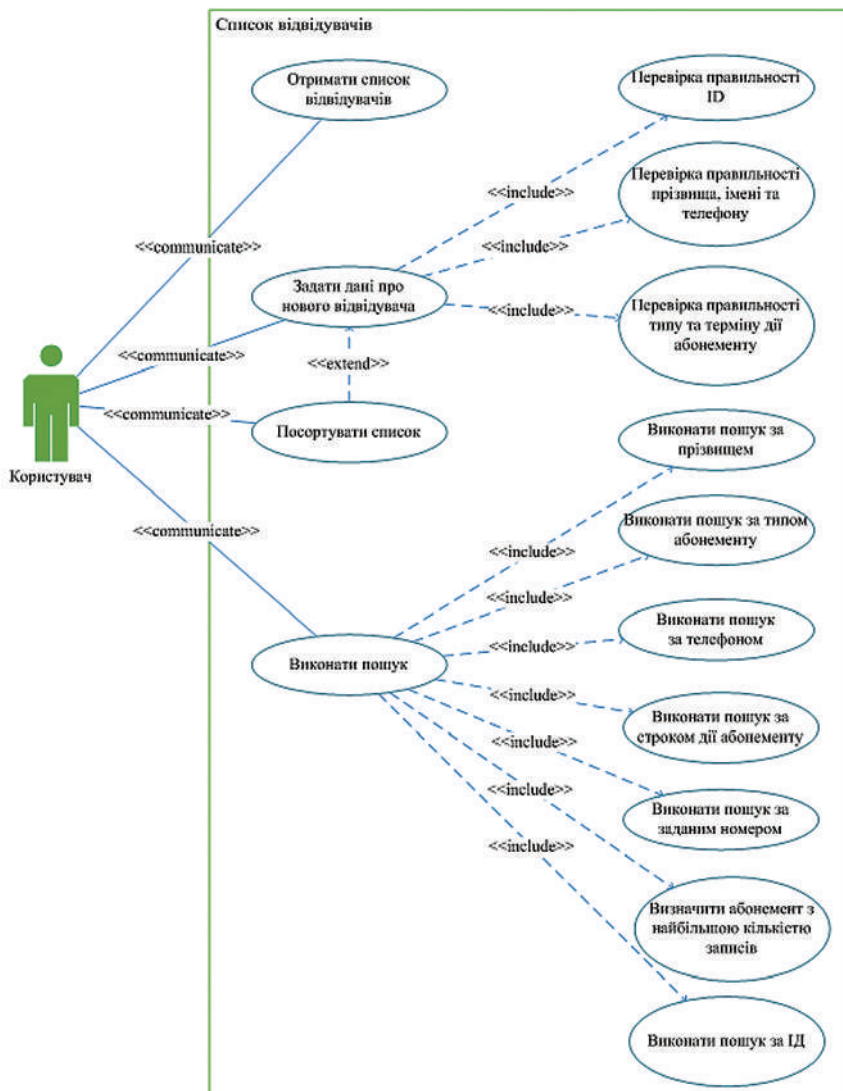 Список відвідувачів
Отримати список
відвідувачів
Перевірка правильності
ID
<<include>>
Перевірка правильності
прізвища, імені та
телефону
<<communicate>>
<<include>>
Задати дані про
нового відвідувача
<<include>>
Перевірка правильності
типу та терміну дії
абонементу
<<communicate>>
<<extend>>
<<communicate>>
Посортувати список
Користувач
Виконати пошук за
прізвищем
<<communicate>>
<<include>>
Виконати пошук за типом
абонементу
<<include>>
Виконати пошук
за телефоном
<<include>>
Виконати пошук
<<include>>
Виконати пошук за
строком дії абонементу
<<include>>
<<include>>
Виконати пошук за
заданим номером
<<include>>
Визначити абонемент з
найбільшою кількістю
записів
Виконати пошук за ІД